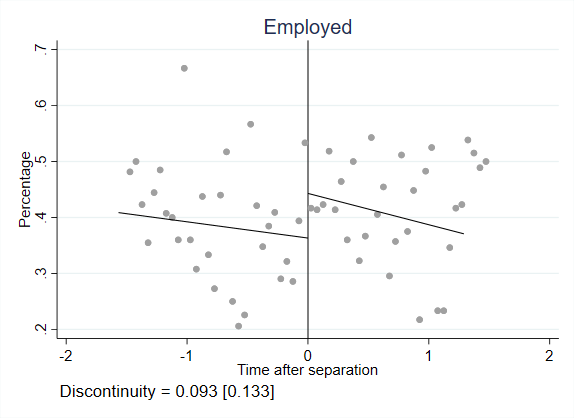 Employed
Percentage
.7
.6
.5
.4
.3
.2
-2 -1 0 1 2
Time after separation
Discontinuity = 0.093 [0.133]